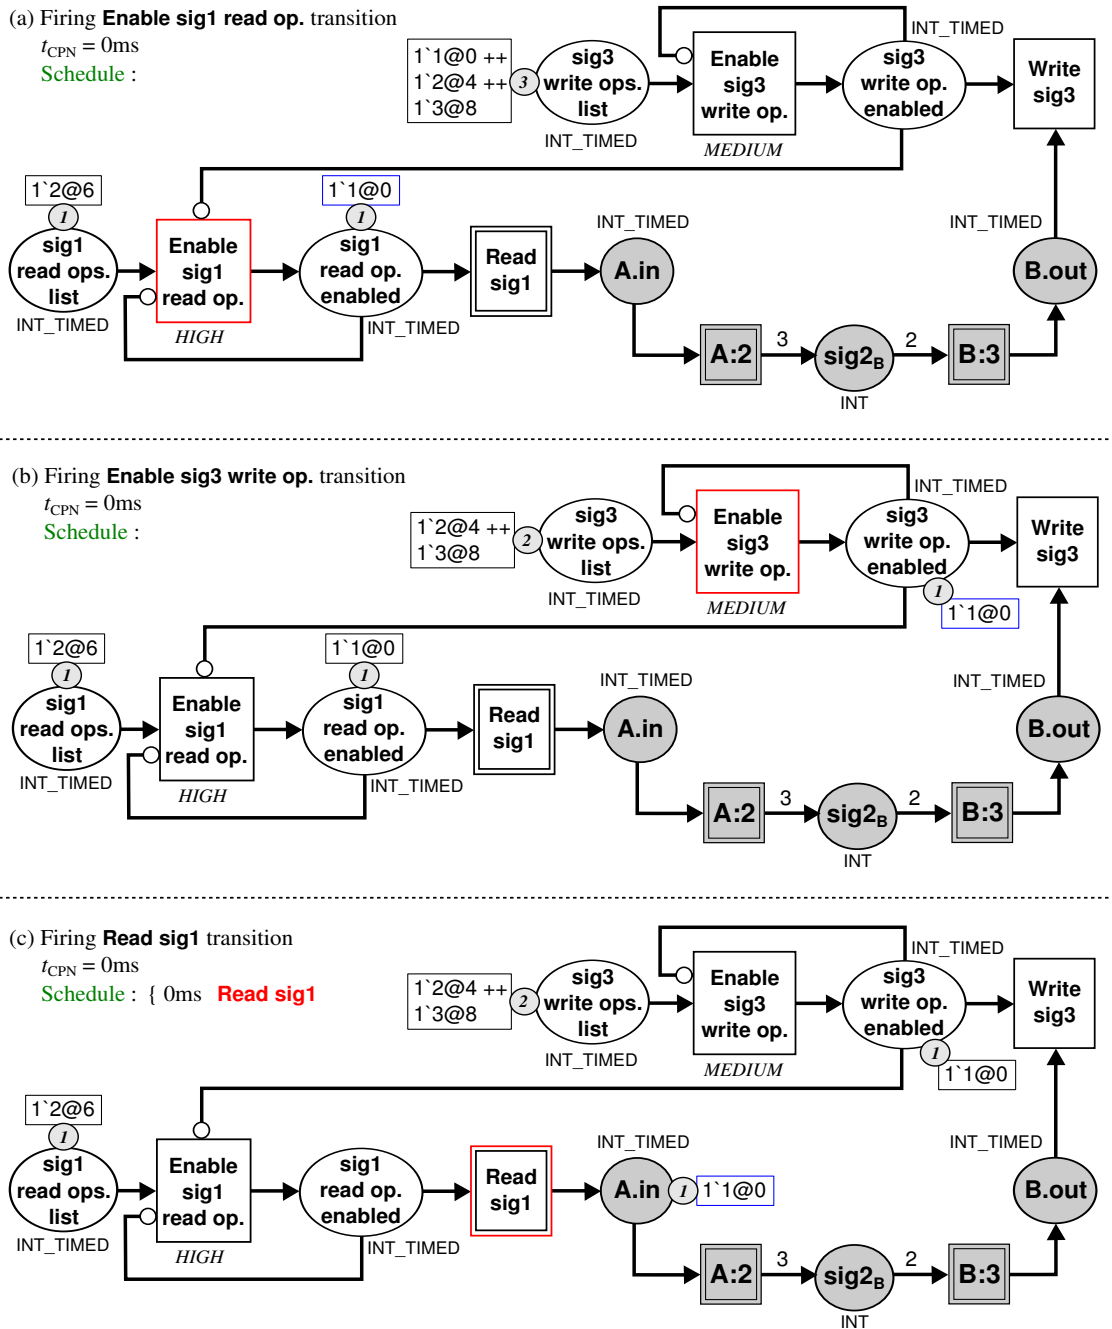 (a) Firing Enable sig1 read op. transition
tCPN = 0ms
Schedule :
1`1@0 ++
1`2@4 ++
1`3@8
3
sig3
write ops.
list
INT_TIMED
Enable
sig3
write op.
MEDIUM
INT_TIMED
sig3
write op.
enabled
Write
sig3
1`2@6
1
sig1
read ops.
list
INT_TIMED
Enable
sig1
read op.
HIGH
1`1@0
1
sig1
read op.
enabled
INT_TIMED
Read
sig1
INT_TIMED
A.in
A:2
3
sig2B
INT
2
B:3
INT_TIMED
B.out
(b) Firing Enable sig3 write op. transition
tCPN = 0ms
Schedule :
1`2@4 ++
1`3@8
2
sig3
write ops.
list
INT_TIMED
Enable
sig3
write op.
MEDIUM
INT_TIMED
sig3
write op.
enabled
1
1`1@0
Write
sig3
1`2@6
1
sig1
read ops.
list
INT_TIMED
Enable
sig1
read op.
HIGH
1`1@0
1
sig1
read op.
enabled
INT_TIMED
Read
sig1
INT_TIMED
A.in
A:2
3
sig2B
INT
2
B:3
INT_TIMED
B.out
(c) Firing Read sig1 transition
tCPN = 0ms
Schedule : { 0ms Read sig1
1`2@4 ++
1`3@8
2
sig3
write ops.
list
INT_TIMED
Enable
sig3
write op.
MEDIUM
INT_TIMED
sig3
write op.
enabled
1
1`1@0
Write
sig3
1`2@6
1
sig1
read ops.
list
INT_TIMED
Enable
sig1
read op.
HIGH
sig1
read op.
enabled
INT_TIMED
Read
sig1
INT_TIMED
A.in
1
1`1@0
A:2
3
sig2B
INT
2
B:3
INT_TIMED
B.out